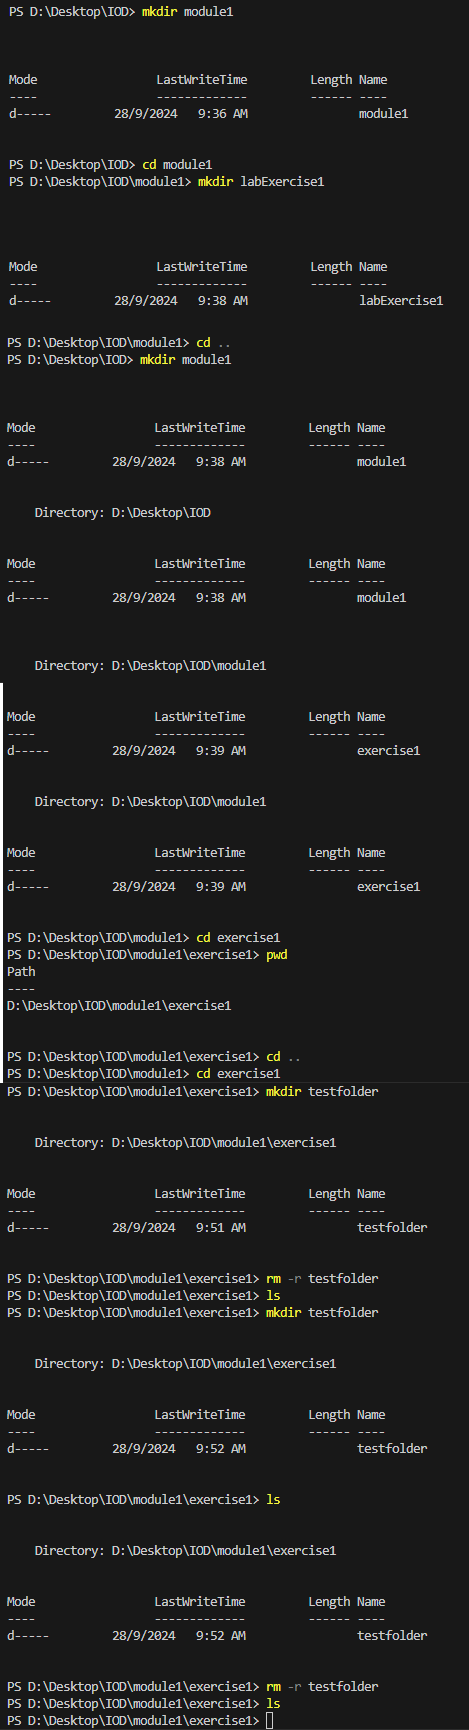 PS D:\Desktop\IOD> mkdir module1
Mode                 LastWriteTime         Length Name
----                 -------------         ------ ----
d-----         28/9/2024   9:36 AM                module1
PS D:\Desktop\IOD> cd module1
PS D:\Desktop\IOD\module1> mkdir labExercise1
Mode                 LastWriteTime         Length Name
----                 -------------         ------ ----
d-----         28/9/2024   9:38 AM                labExercise1
PS D:\Desktop\IOD\module1> cd ..
PS D:\Desktop\IOD> mkdir module1
Mode                 LastWriteTime         Length Name
----                 -------------         ------ ----
d-----         28/9/2024   9:38 AM                module1
    Directory: D:\Desktop\IOD
Mode                 LastWriteTime         Length Name
----                 -------------         ------ ----
d-----         28/9/2024   9:38 AM                module1
    Directory: D:\Desktop\IOD\module1
Mode                 LastWriteTime         Length Name
----                 -------------         ------ ----
d-----         28/9/2024   9:39 AM                exercise1
    Directory: D:\Desktop\IOD\module1
Mode                 LastWriteTime         Length Name
----                 -------------         ------ ----
d-----         28/9/2024   9:39 AM                exercise1
PS D:\Desktop\IOD\module1> cd exercise1
PS D:\Desktop\IOD\module1\exercise1> pwd
Path
----
D:\Desktop\IOD\module1\exercise1
PS D:\Desktop\IOD\module1\exercise1> cd ..
PS D:\Desktop\IOD\module1> cd exercise1
PS D:\Desktop\IOD\module1\exercise1> mkdir testfolder
    Directory: D:\Desktop\IOD\module1\exercise1
Mode                 LastWriteTime         Length Name
----                 -------------         ------ ----
d-----         28/9/2024   9:51 AM                testfolder
PS D:\Desktop\IOD\module1\exercise1> rm -r testfolder
PS D:\Desktop\IOD\module1\exercise1> ls
PS D:\Desktop\IOD\module1\exercise1> mkdir testfolder
    Directory: D:\Desktop\IOD\module1\exercise1
Mode                 LastWriteTime         Length Name
----                 -------------         ------ ----
d-----         28/9/2024   9:52 AM                testfolder
PS D:\Desktop\IOD\module1\exercise1> ls
    Directory: D:\Desktop\IOD\module1\exercise1
Mode                 LastWriteTime         Length Name
----                 -------------         ------ ----
d-----         28/9/2024   9:52 AM                testfolder
PS D:\Desktop\IOD\module1\exercise1> rm -r testfolder
PS D:\Desktop\IOD\module1\exercise1> ls
PS D:\Desktop\IOD\module1\exercise1>